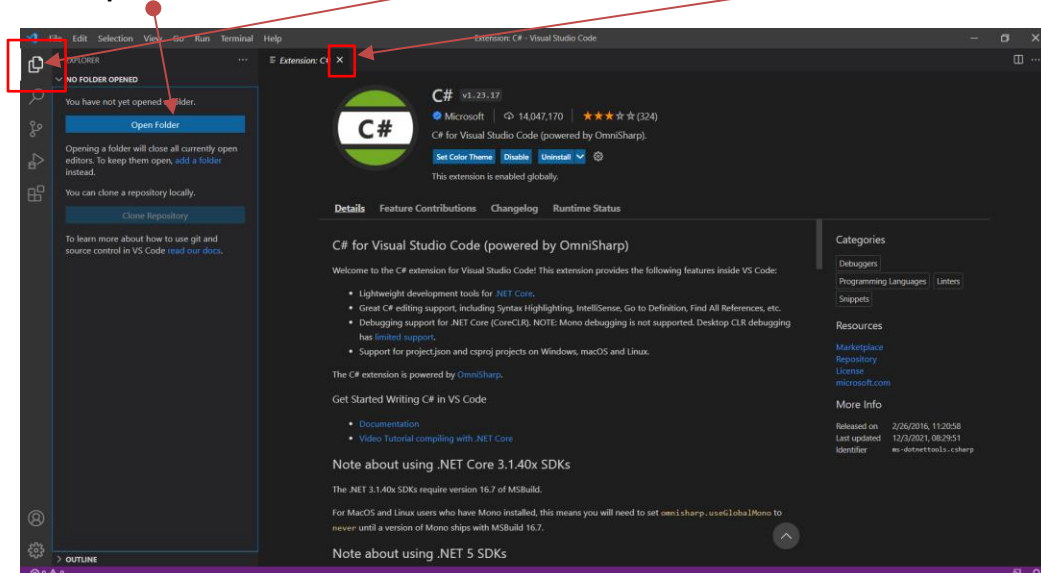 File Edit Selection View Go Run Terminal Help
Extension: C# - Visual Studio Code
EXPLORER
Extension: C#
NO FOLDER OPENED
You have not yet opened a folder.
Open Folder
Opening a folder will close all currently open
editors. To keep them open, add a folder
instead.
You can clone a repository locally.
Clone Repository
To learn more about how to use git and
source control in VS Code read our docs.
OUTLINE
C#
C# v1.23.17
Microsoft 14,047,170 ★★★☆☆(324)
C# for Visual Studio Code (powered by OmniSharp).
Set Color Theme Disable Uninstall
This extension is enabled globally.
Details Feature Contributions Changelog Runtime Status
C# for Visual Studio Code (powered by OmniSharp)
Welcome to the C# extension for Visual Studio Code! This extension provides the following features inside VS Code:
• Lightweight development tools for .NET Core.
• Great C# editing support, including Syntax Highlighting, IntelliSense, Go to Definition, Find All References, etc.
• Debugging support for .NET Core (CoreCLR). NOTE: Mono debugging is not supported. Desktop CLR debugging
has limited support.
• Support for project.json and csproj projects on Windows, macOS and Linux.
The C# extension is powered by OmniSharp.
Get Started Writing C# in VS Code
• Documentation
• Video Tutorial compiling with .NET Core
Note about using .NET Core 3.1.40x SDKs
The .NET 3.1.40x SDKs require version 16.7 of MSBuild.
For MacOS and Linux users who have Mono installed, this means you will need to set omnisharp.useGlobalMono to
never until a version of Mono ships with MSBuild 16.7.
Note about using .NET 5 SDKs
Categories
Debuggers
Programming Languages Linters
Snippets
Resources
Marketplace
Repository
License
microsoft.com
More Info
Released on 2/26/2016, 11:20:58
Last updated 12/3/2021, 08:29:51
Identifier ms-dotnettools.csharp